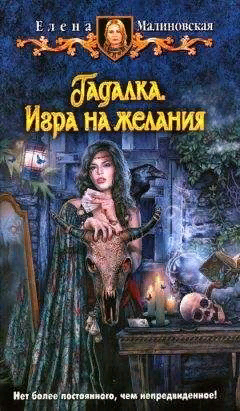 Елена Малиновская
Гадалка.
Игра на желания
Нет более постоянного, чем непредвиденное!